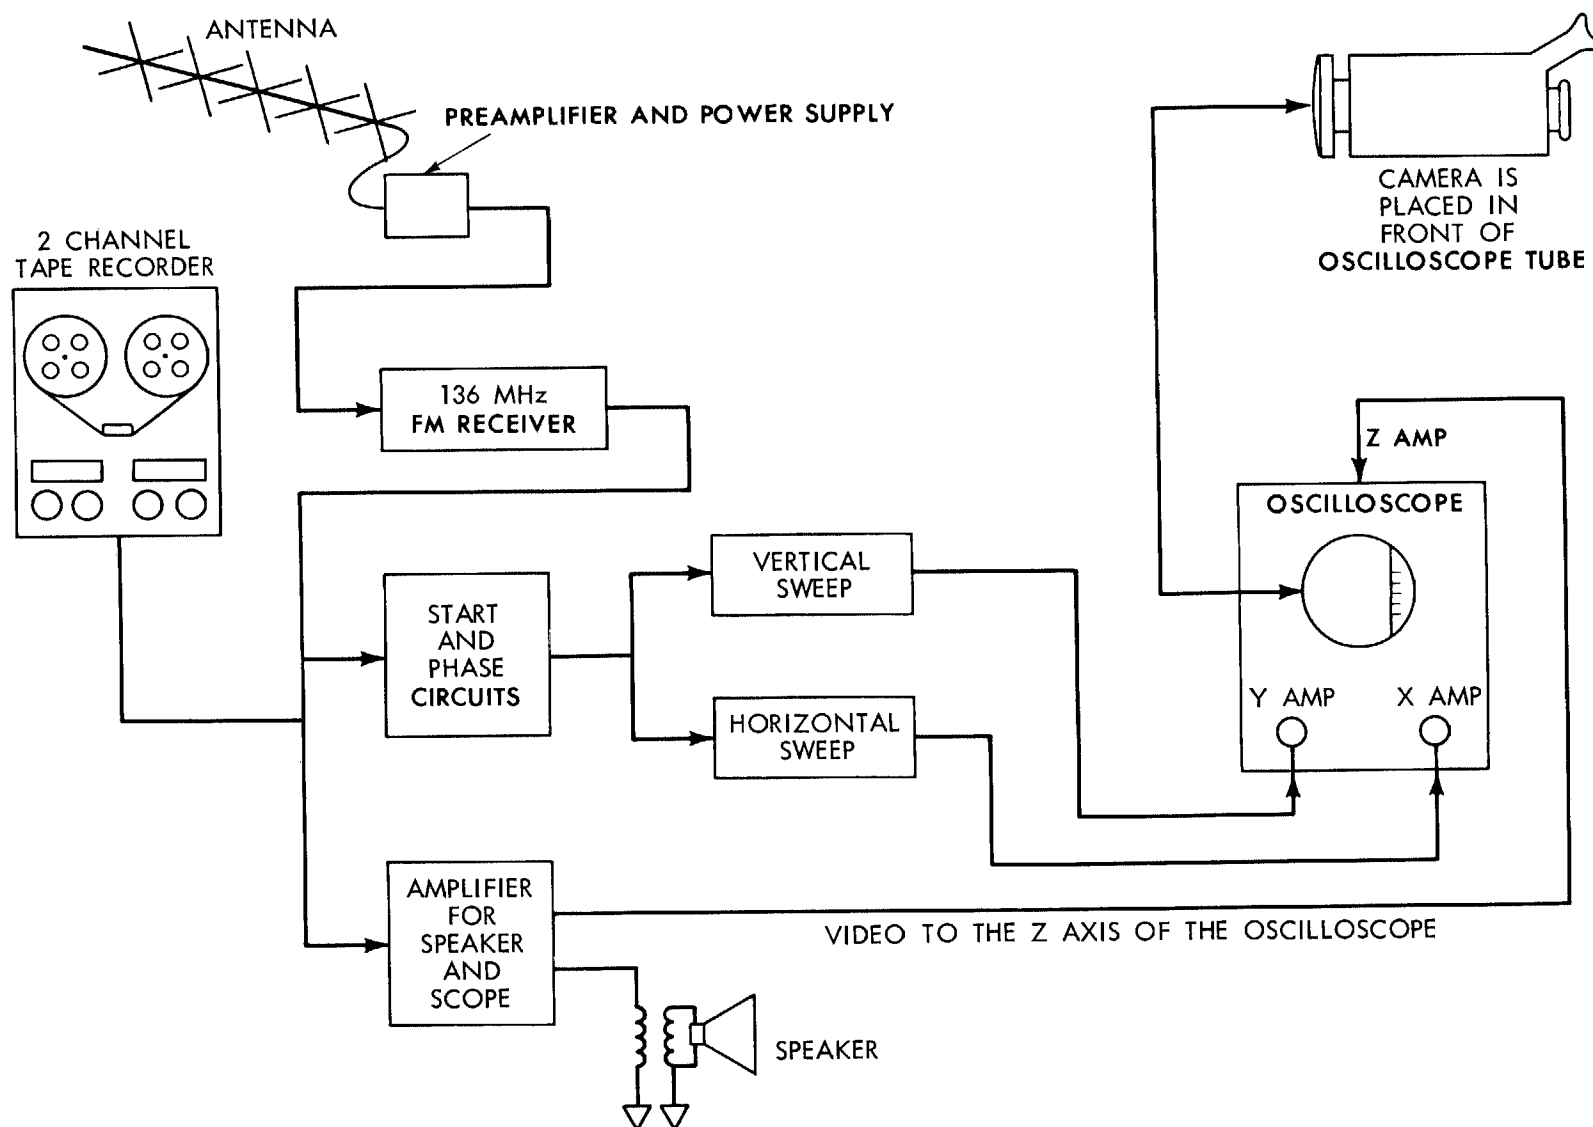 ANTENNA
PREAMPLIFIER AND POWER SUPPLY
CAMERA IS
PLACED IN
FRONT OF
OSCILLOSCOPE TUBE
2 CHANNEL
TAPE RECORDER
136 MHz
FM RECEIVER
Z AMP
OSCILLOSCOPE
Y AMP
X AMP
VERTICAL
SWEEP
START
AND
PHASE
CIRCUITS
HORIZONTAL
SWEEP
AMPLIFIER
FOR
SPEAKER
AND
SCOPE
VIDEO TO THE Z AXIS OF THE OSCILLOSCOPE
SPEAKER